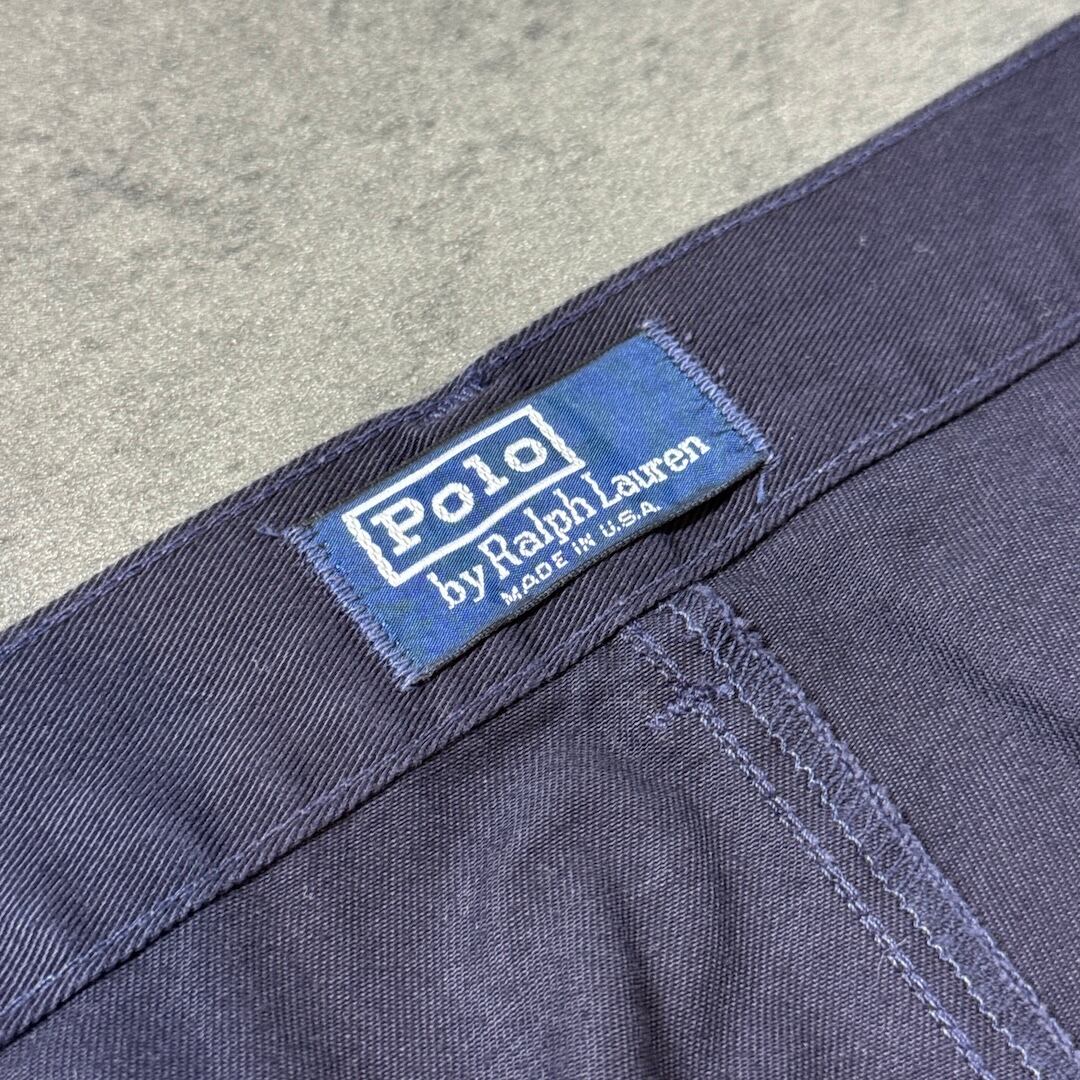 Polo
by Ralph Lauren
MADE IN U.S.A.